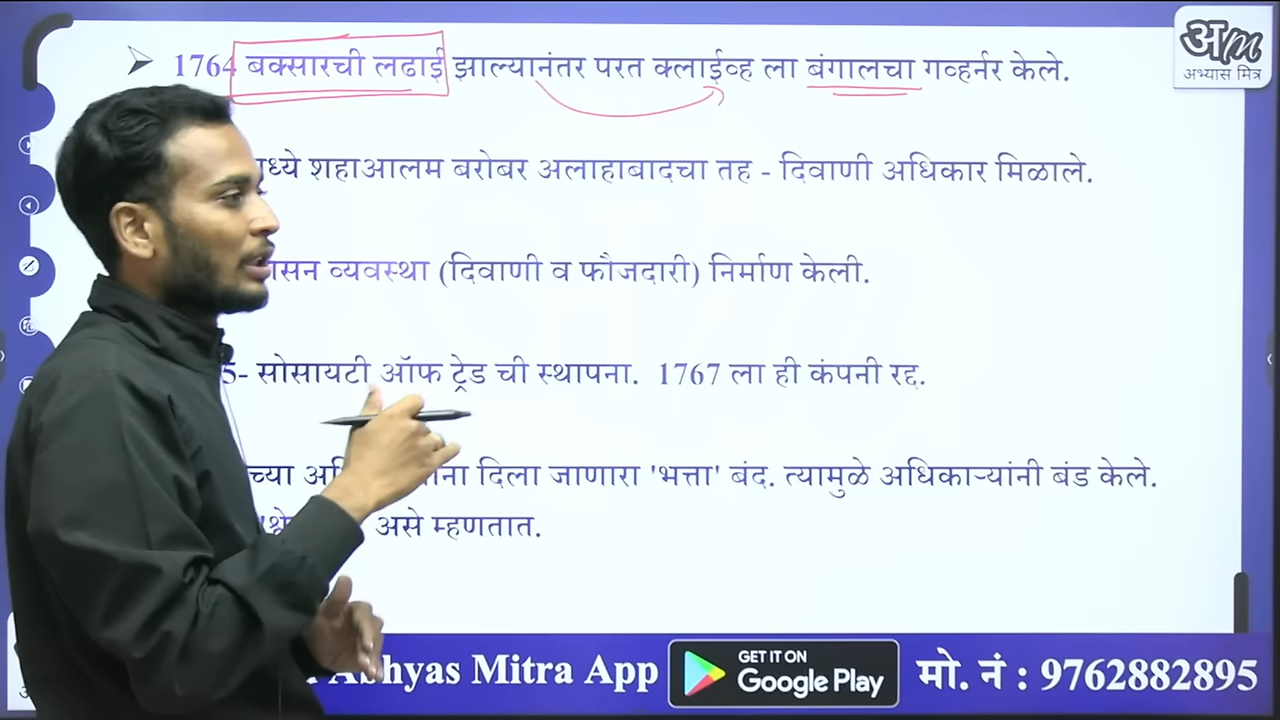 1764 बक्सारची लढाई झाल्यानंतर परत क्लाईव्ह ला बंगालचा गव्हर्नर केले.
अm
अभ्यास मित्र
शहाआलम बरोबर अलाहाबादचा तह - दिवाणी अधिकार मिळाले.
व्यवस्था (दिवाणी व फौजदारी) निर्माण केली.
5- सोसायटी ऑफ ट्रेड ची स्थापना. 1767 ला ही कंपनी रद्द.
दिला जाणारा 'भत्ता' बंद. त्यामुळे अधिकाऱ्यांनी बंड केले.
असे म्हणतात.
Abhyas Mitra App
GET IT ON
Google Play
मो. नं : 9762882895